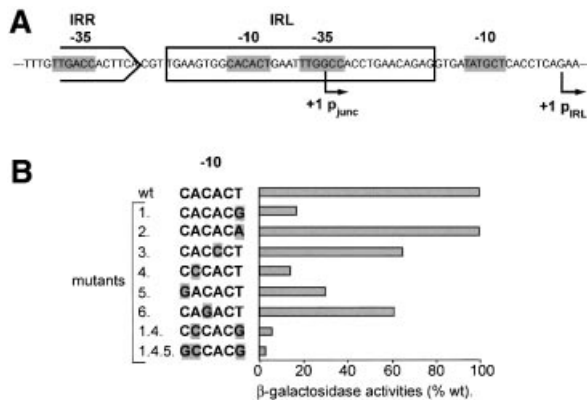 A
IRR
IRL
-35
-10
-35
-10
---TTTGTTGACCACTTCACGTTGAAGTGGCACACTGAATTTGGCCACCTGAACAGAGGTGATATGCTCACCTCAGAA---
+1 pjunc
+1 pIRL
B
-10
wt CACACT
1. CACACG
2. CACACA
3. CACCCT
4. CCCACT
5. GACACT
6. CAGACT
1.4. CCCACG
1.4.5. GCCACG
mutants
0 20 40 60 80 100
β-galactosidase activities (% wt).